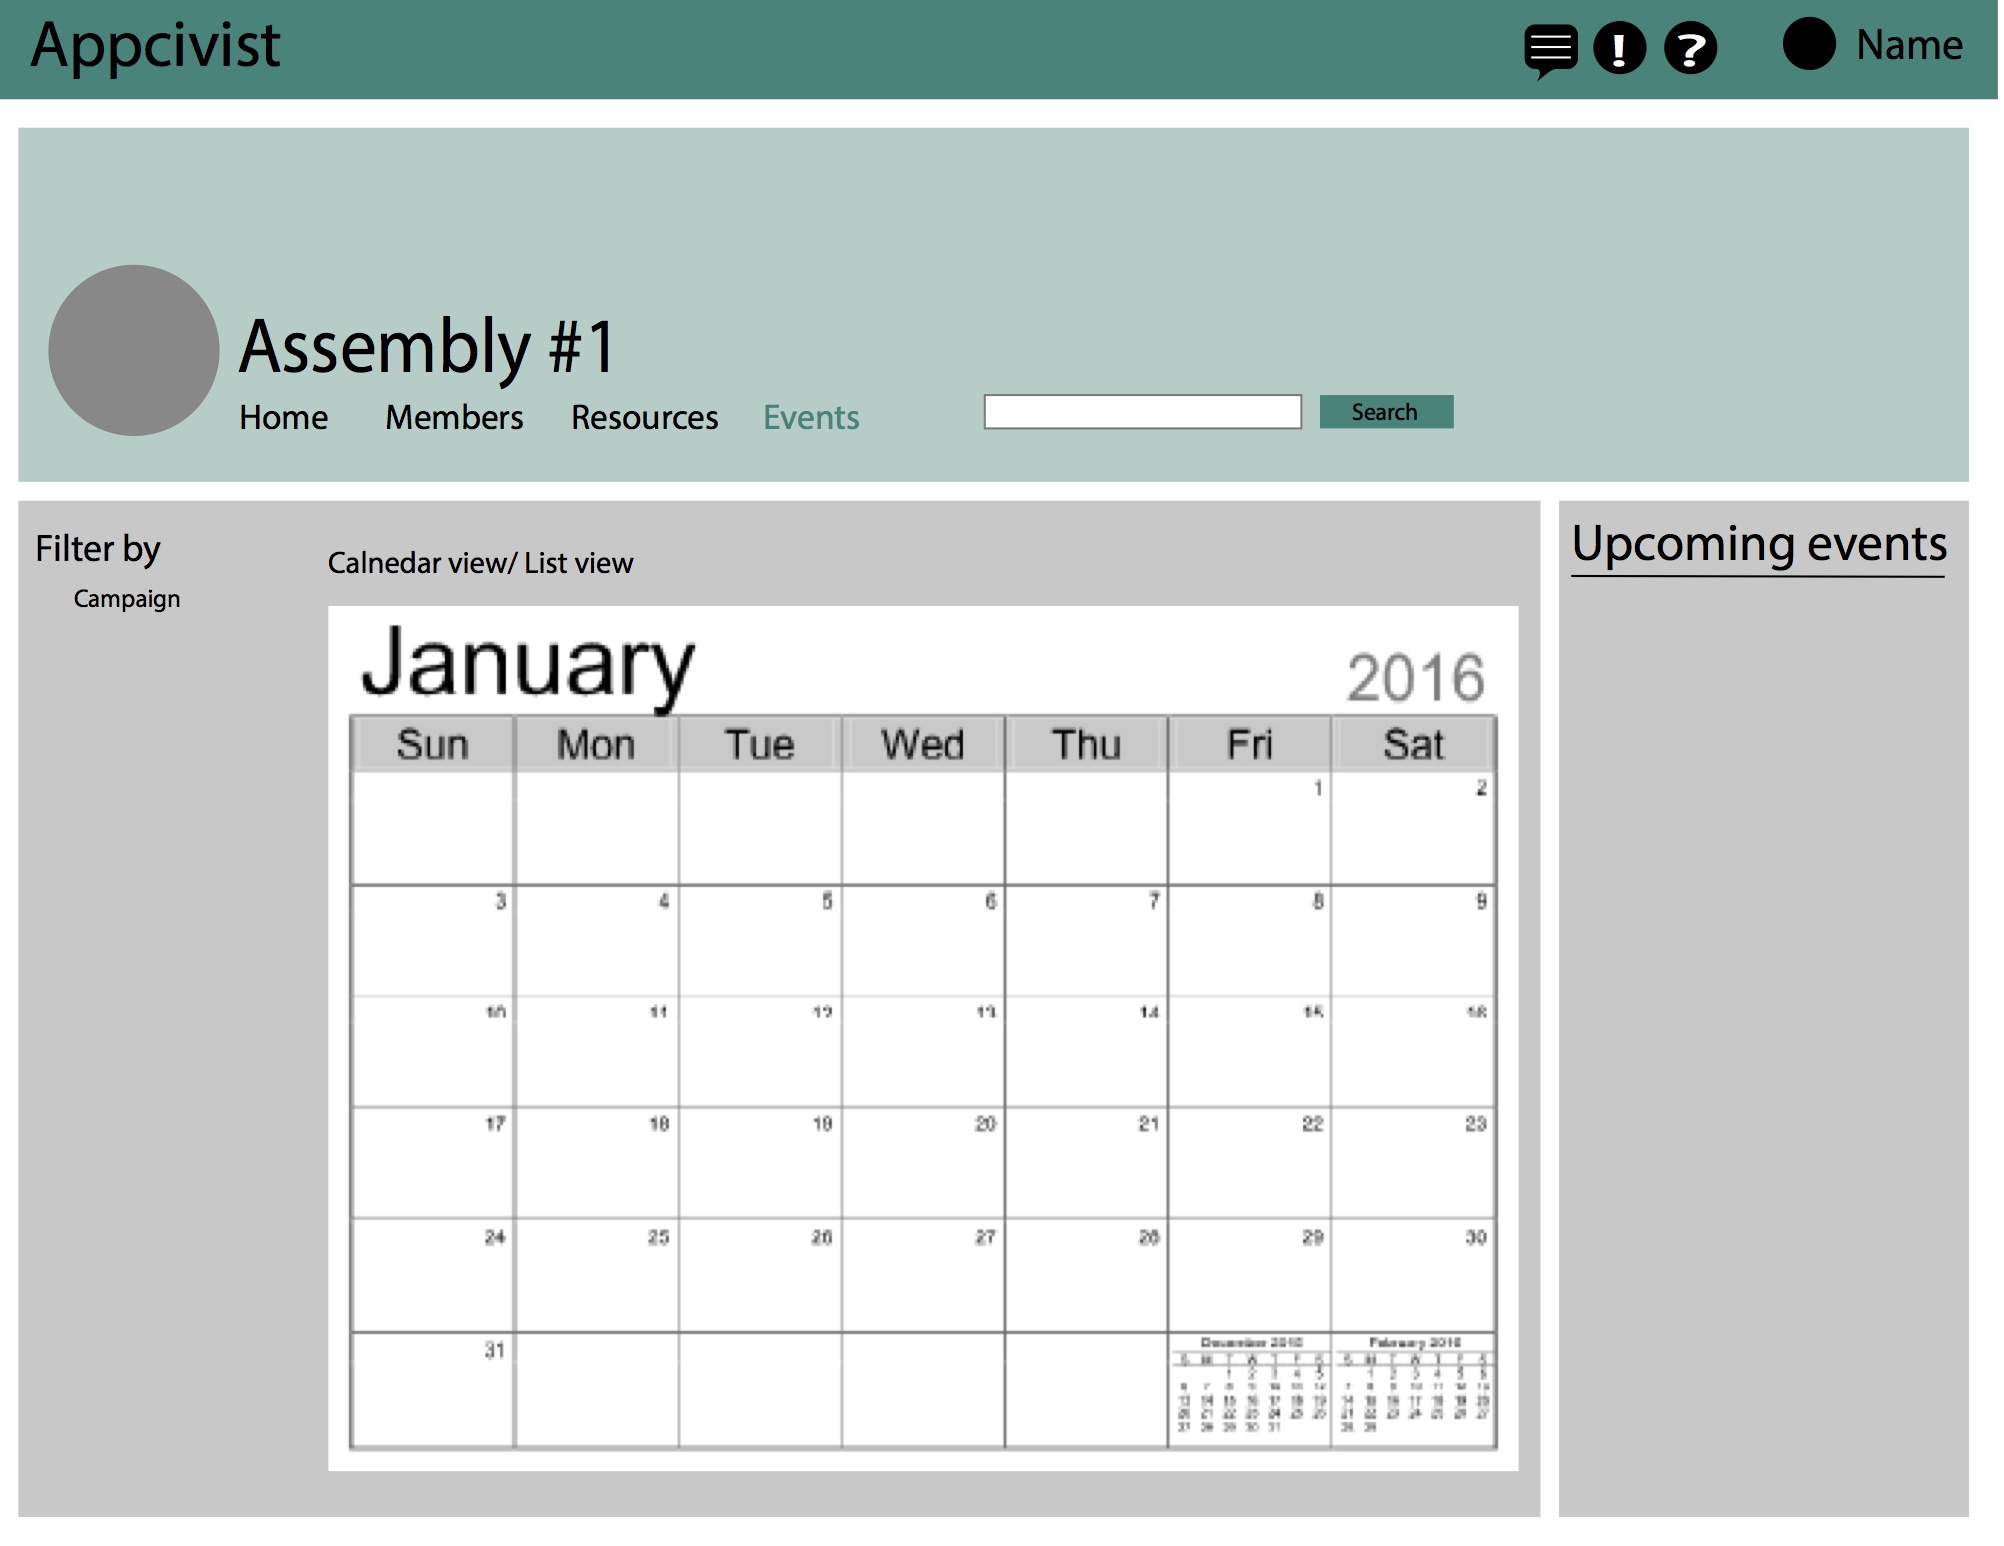 Appcivist
! ? Name
Assembly #1
Home Members Resources Events Search
Filter by
Campaign
Calnedar view/ List view
Upcoming events
January 2016
Sun Mon Tue Wed Thu Fri Sat
1 2
3 4 5 6 7 8 9
10 11 12 13 14 15 16
17 18 19 20 21 22 23
24 25 26 27 28 29 30
31
February 2016